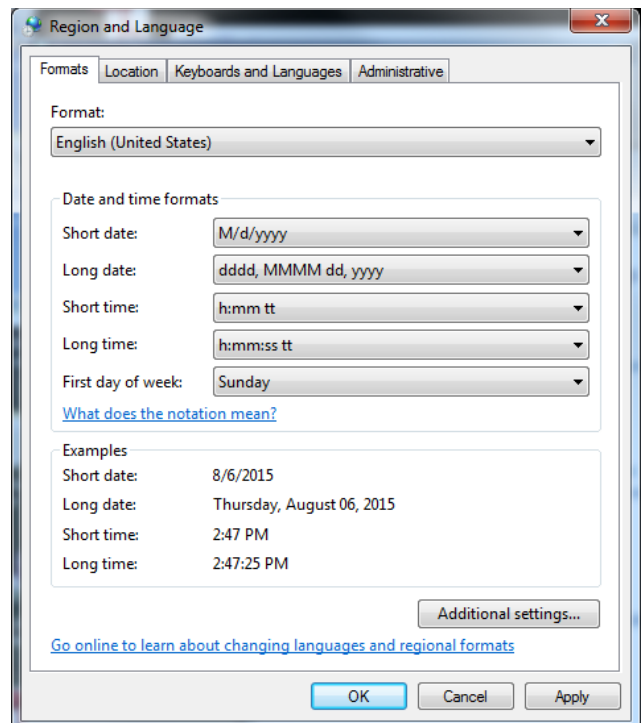 Region and Language
Formats Location Keyboards and Languages Administrative
Format:
English (United States)
Date and time formats
Short date: M/d/yyyy
Long date: dddd, MMMM dd, yyyy
Short time: h:mm tt
Long time: h:mm:ss tt
First day of week: Sunday
What does the notation mean?
Examples
Short date: 8/6/2015
Long date: Thursday, August 06, 2015
Short time: 2:47 PM
Long time: 2:47:25 PM
Additional settings...
Go online to learn about changing languages and regional formats
OK Cancel Apply